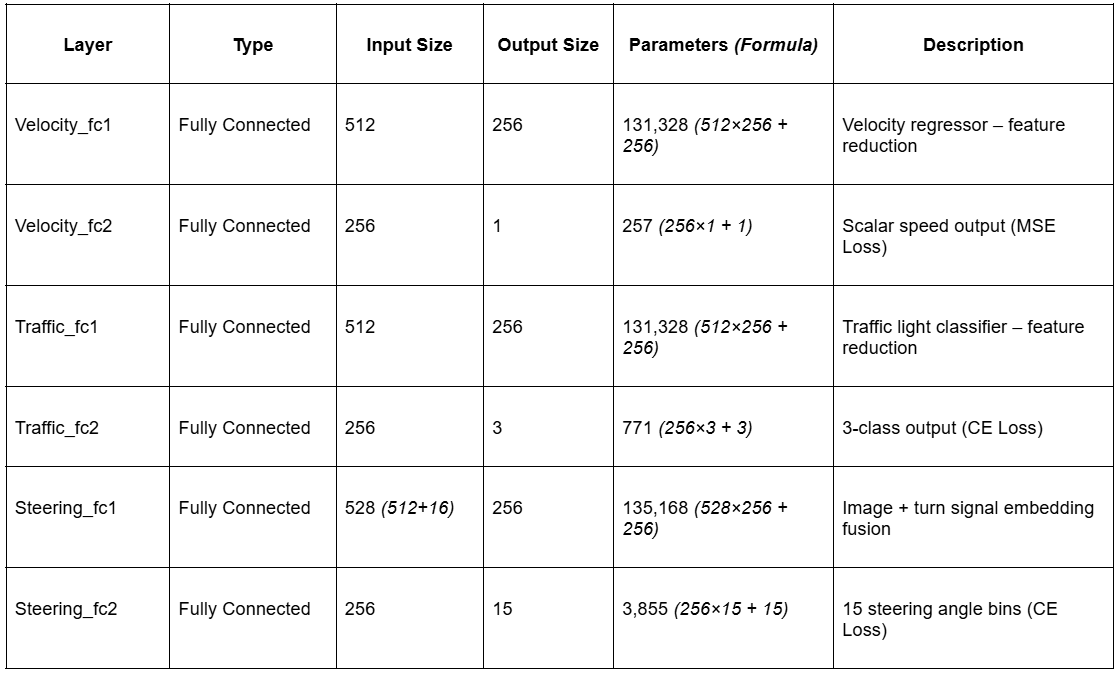 Layer Type Input Size Output Size Parameters (Formula) Description
Velocity_fc1 Fully Connected 512 256 131,328 (512×256 + Velocity regressor – feature
256) reduction
Velocity_fc2 Fully Connected 256 1 257 (256×1 + 1) Scalar speed output (MSE
Loss)
Traffic_fc1 Fully Connected 512 256 131,328 (512×256 + Traffic light classifier – feature
256) reduction
Traffic_fc2 Fully Connected 256 3 771 (256×3 + 3) 3-class output (CE Loss)
Steering_fc1 Fully Connected 528 (512+16) 256 135,168 (528×256 + Image + turn signal embedding
256) fusion
Steering_fc2 Fully Connected 256 15 3,855 (256×15 + 15) 15 steering angle bins (CE
Loss)